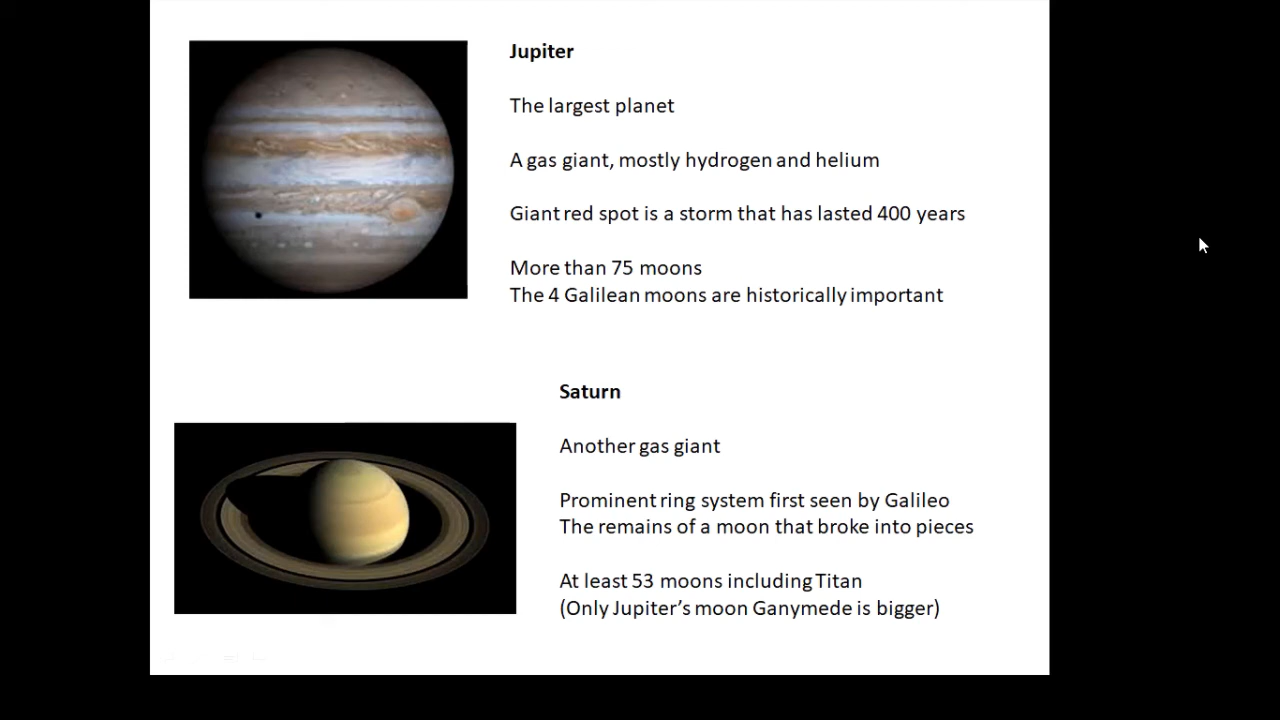 Jupiter
The largest planet
A gas giant, mostly hydrogen and helium
Giant red spot is a storm that has lasted 400 years
More than 75 moons
The 4 Galilean moons are historically important
Saturn
Another gas giant
Prominent ring system first seen by Galileo
The remains of a moon that broke into pieces
At least 53 moons including Titan
(Only Jupiter’s moon Ganymede is bigger)